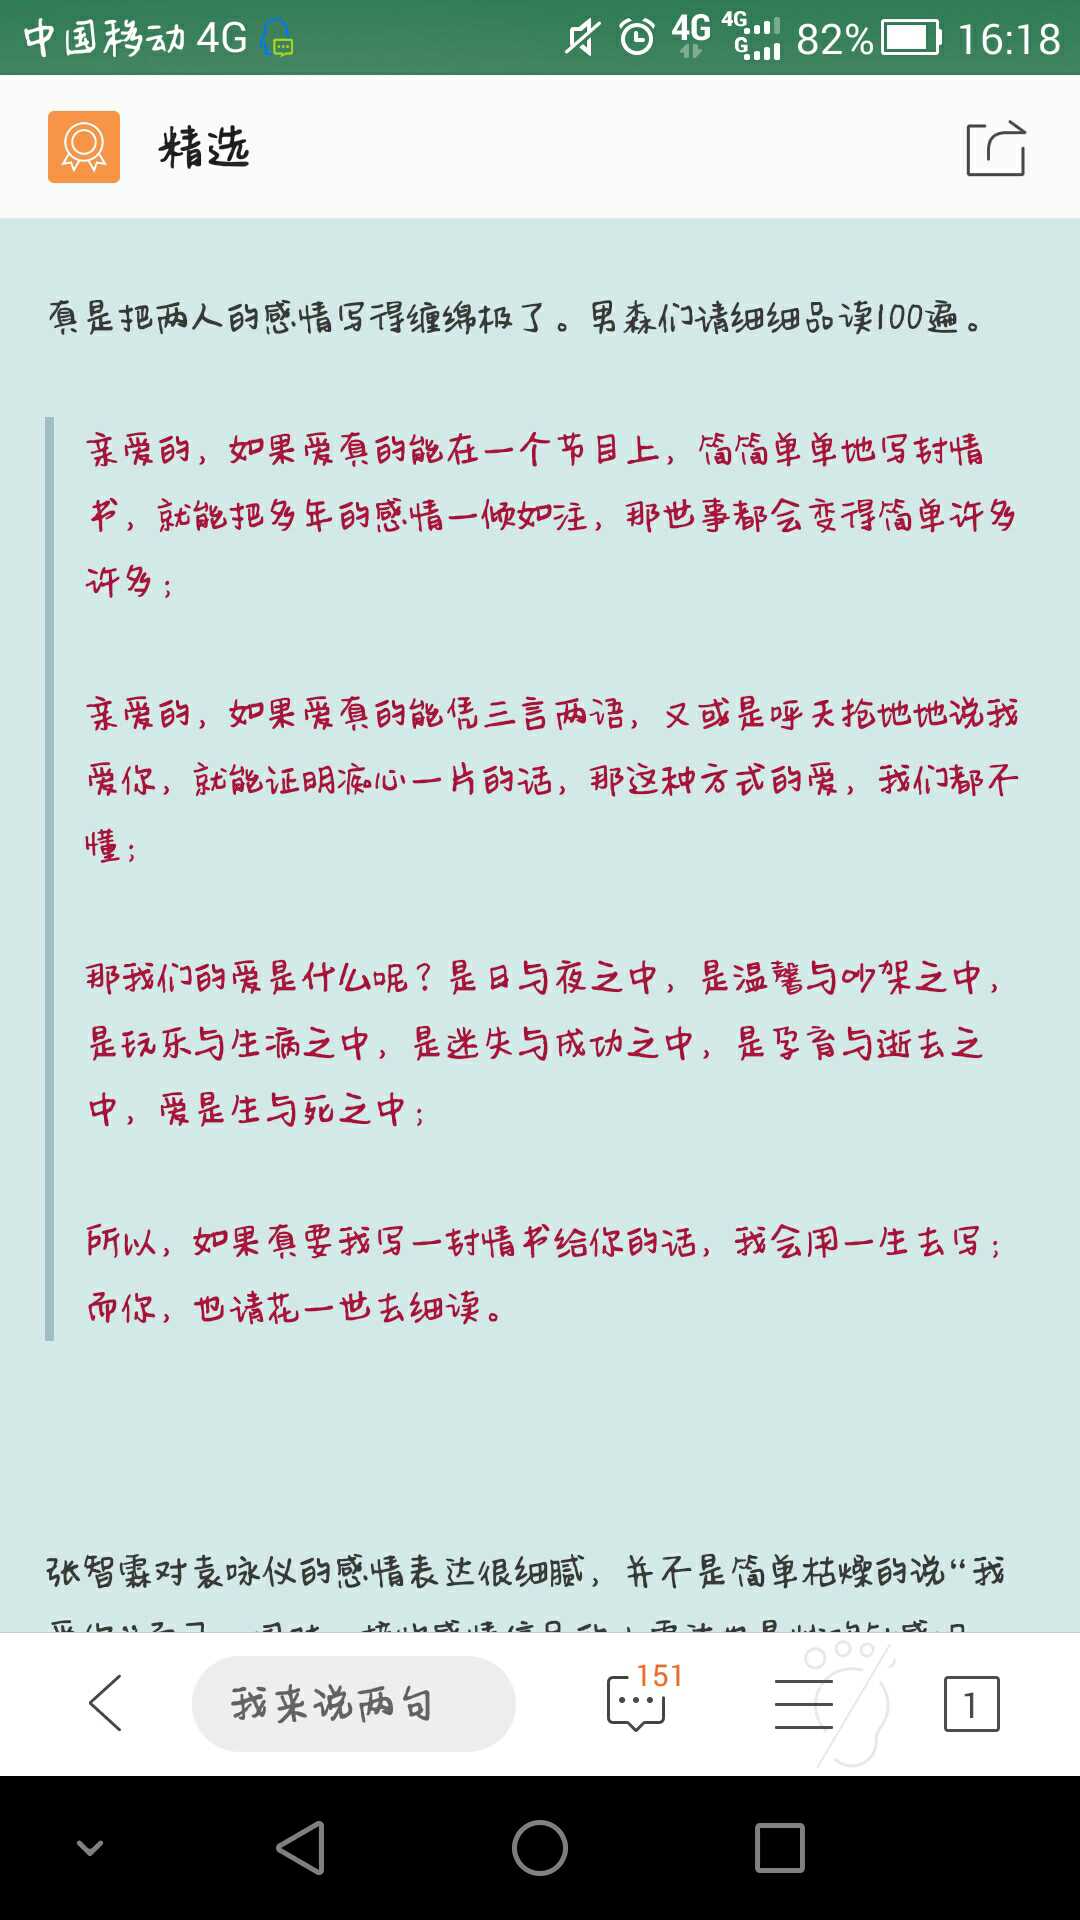 中国移动 4G 4G 4G G 82% 16:18
精选
真是把两人的感情写得缠绵极了。男森们请细细品读100遍。
亲爱的，如果爱真的能在一个节目上，简简单单地写封情
书，就能把多年的感情一倾如注，那世事都会变得简单许多
许多；
亲爱的，如果爱真的能凭三言两语，又或是呼天抢地地说我
爱你，就能证明痴心一片的话，那这种方式的爱，我们都不
懂；
那我们的爱是什么呢？是日与夜之中，是温馨与吵架之中，
是玩乐与生病之中，是迷失与成功之中，是孕育与逝去之
中，爱是生与死之中；
所以，如果真要我写一封情书给你的话，我会用一生去写；
而你，也请花一世去细读。
张智霖对袁咏仪的感情表达很细腻，并不是简单枯燥的说“我
我来说两句
151
1